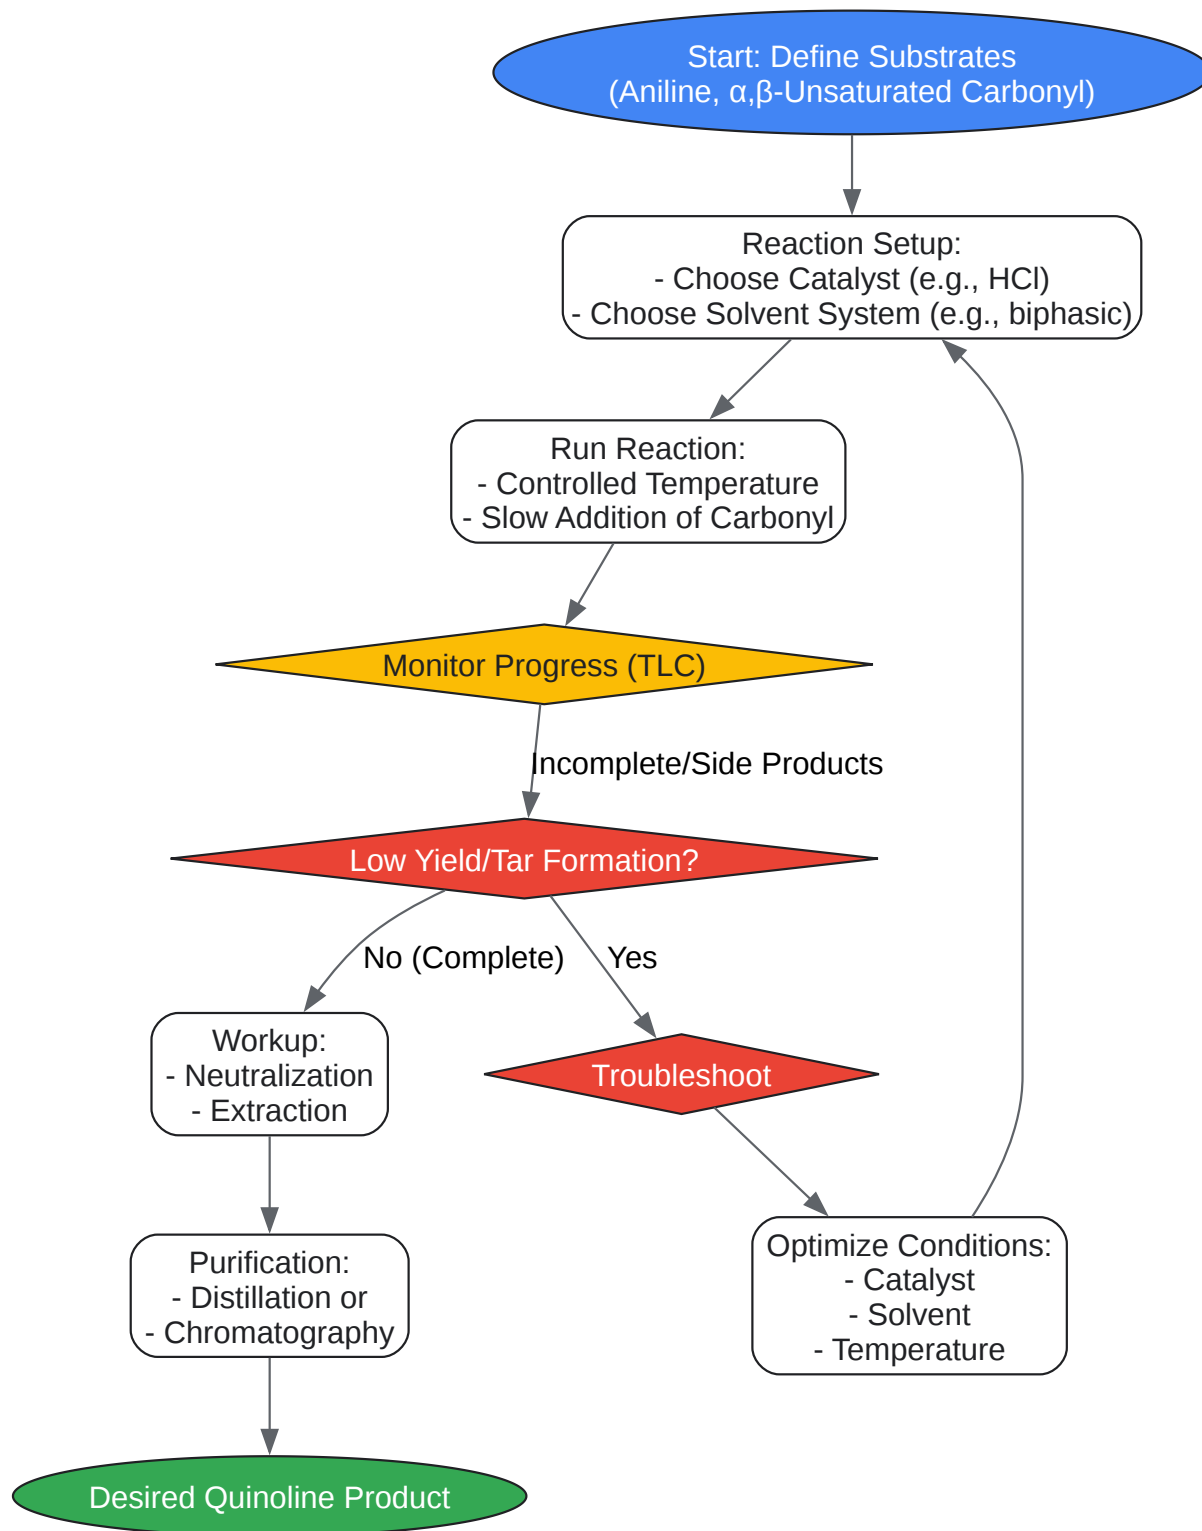 Start: Define Substrates
(Aniline, α,β-Unsaturated Carbonyl)
Reaction Setup:
- Choose Catalyst (e.g., HCl)
- Choose Solvent System (e.g., biphasic)
Run Reaction:
- Controlled Temperature
- Slow Addition of Carbonyl
Monitor Progress (TLC)
Incomplete/Side Products
Low Yield/Tar Formation?
No (Complete)
Yes
Workup:
- Neutralization
- Extraction
Troubleshoot
Purification:
- Distillation or
- Chromatography
Optimize Conditions:
- Catalyst
- Solvent
- Temperature
Desired Quinoline Product